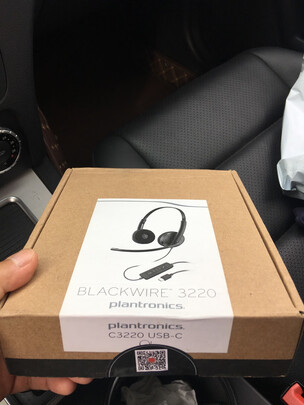 BLACKWIRE® 3220
plantronics.
plantronics.
C3220 USB-C